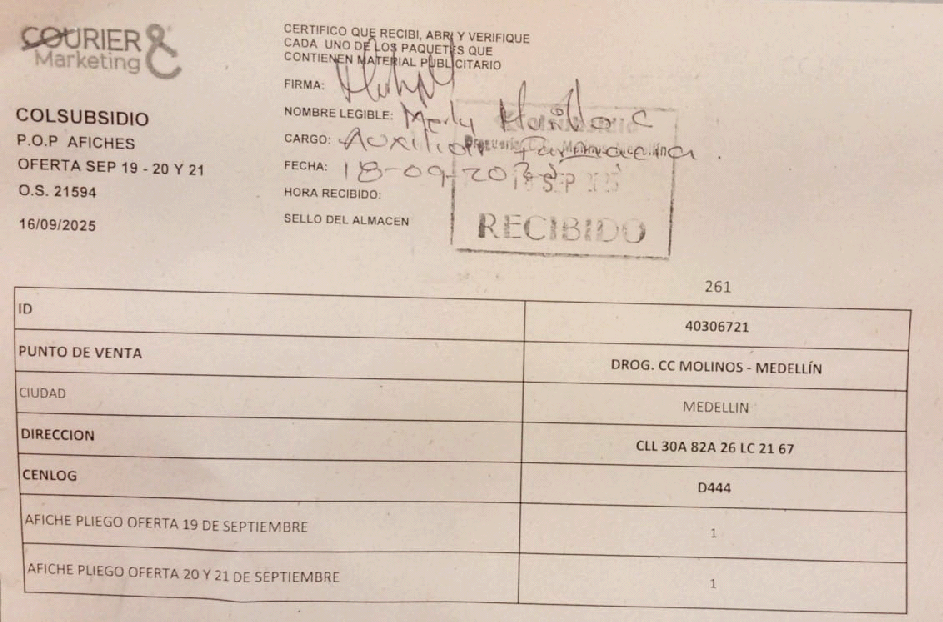 COURIER &
Marketing
COLSUBSIDIO
P.O.P AFICHES
OFERTA SEP 19 - 20 Y 21
O.S. 21594
16/09/2025
CERTIFICO QUE RECIBI, ABRI Y VERIFIQUE
CADA UNO DE LOS PAQUETES QUE
CONTIENEN MATERIAL PUBLICITARIO
FIRMA:
NOMBRE LEGIBLE:
CARGO: Auxiliar Farmacia.
FECHA: 18-09-2025
HORA RECIBIDO:
SELLO DEL ALMACEN
Colsubsidio
SEP
RECIBIDO
261
ID 40306721
PUNTO DE VENTA DROG. CC MOLINOS - MEDELLÍN
CIUDAD MEDELLIN
DIRECCION CLL 30A 82A 26 LC 21 67
CENLOG D444
AFICHE PLIEGO OFERTA 19 DE SEPTIEMBRE 1
AFICHE PLIEGO OFERTA 20 Y 21 DE SEPTIEMBRE 1